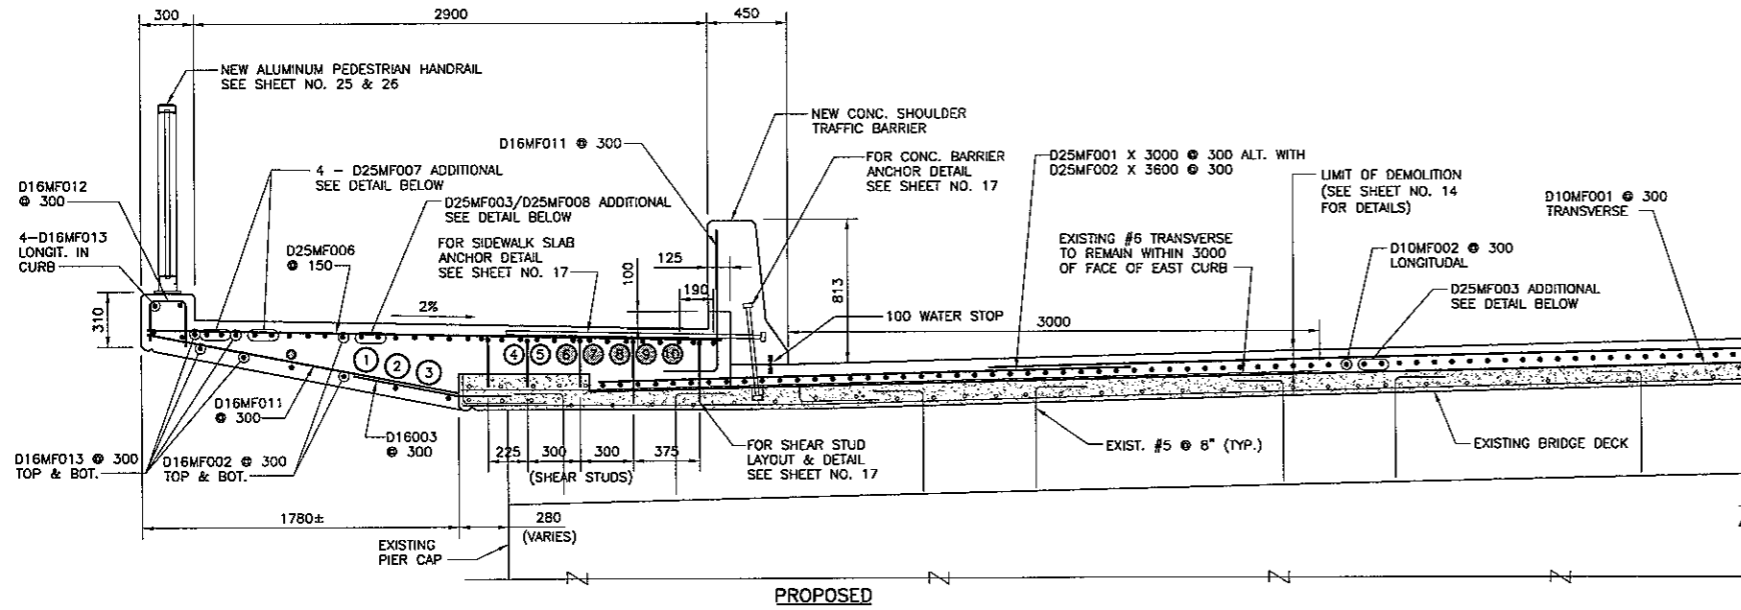 300
2900
450
NEW ALUMINUM PEDESTRIAN HANDRAIL
SEE SHEET NO. 25 & 26
NEW CONC. SHOULDER
TRAFFIC BARRIER
D16MF011 @ 300
FOR CONC. BARRIER
ANCHOR DETAIL
SEE SHEET NO. 17
D25MF001 X 3000 @ 300 ALT. WITH
D25MF002 X 3600 @ 300
LIMIT OF DEMOLITION
(SEE SHEET NO. 14
FOR DETAILS)
D10MF001 @ 300
TRANSVERSE
D16MF012
@ 300
4 - D25MF007 ADDITIONAL
SEE DETAIL BELOW
D25MF003/D25MF008 ADDITIONAL
SEE DETAIL BELOW
4-D16MF013
LONGIT. IN
CURB
D25MF006
@ 150
FOR SIDEWALK SLAB
ANCHOR DETAIL
SEE SHEET NO. 17
125
100
190
813
EXISTING #6 TRANSVERSE
TO REMAIN WITHIN 3000
OF FACE OF EAST CURB
D10MF002 @ 300
LONGITUDAL
D25MF003 ADDITIONAL
SEE DETAIL BELOW
310
2%
100 WATER STOP
3000
1 2 3 4 5 6 7 8 9 10
D16MF011
@ 300
D16003
@ 300
D16MF013 @ 300
TOP & BOT.
D16MF002 @ 300
TOP & BOT.
225 300 300 375
(SHEAR STUDS)
FOR SHEAR STUD
LAYOUT & DETAIL
SEE SHEET NO. 17
EXIST. #5 @ 8" (TYP.)
EXISTING BRIDGE DECK
1780±
280
(VARIES)
EXISTING
PIER CAP
PROPOSED